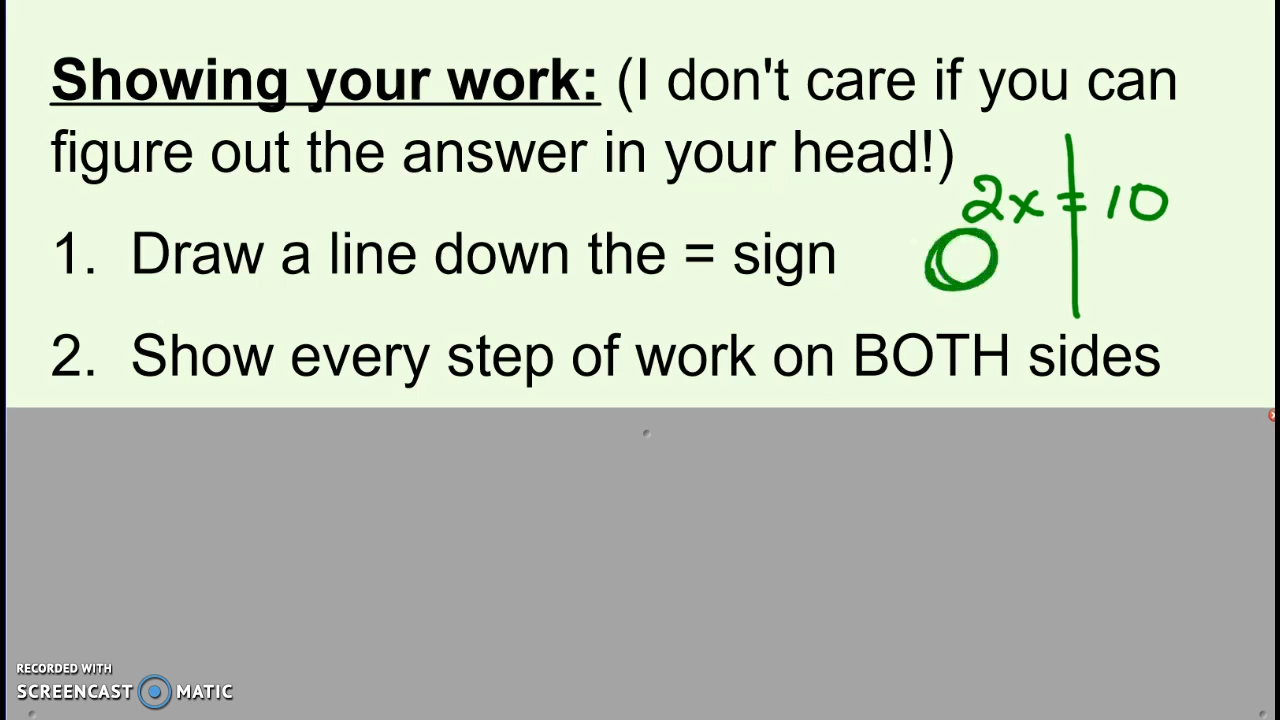 Showing your work: (I don't care if you can
figure out the answer in your head!)
2x = 10
1. Draw a line down the = sign
2. Show every step of work on BOTH sides
RECORDED WITH
SCREENCAST MATIC